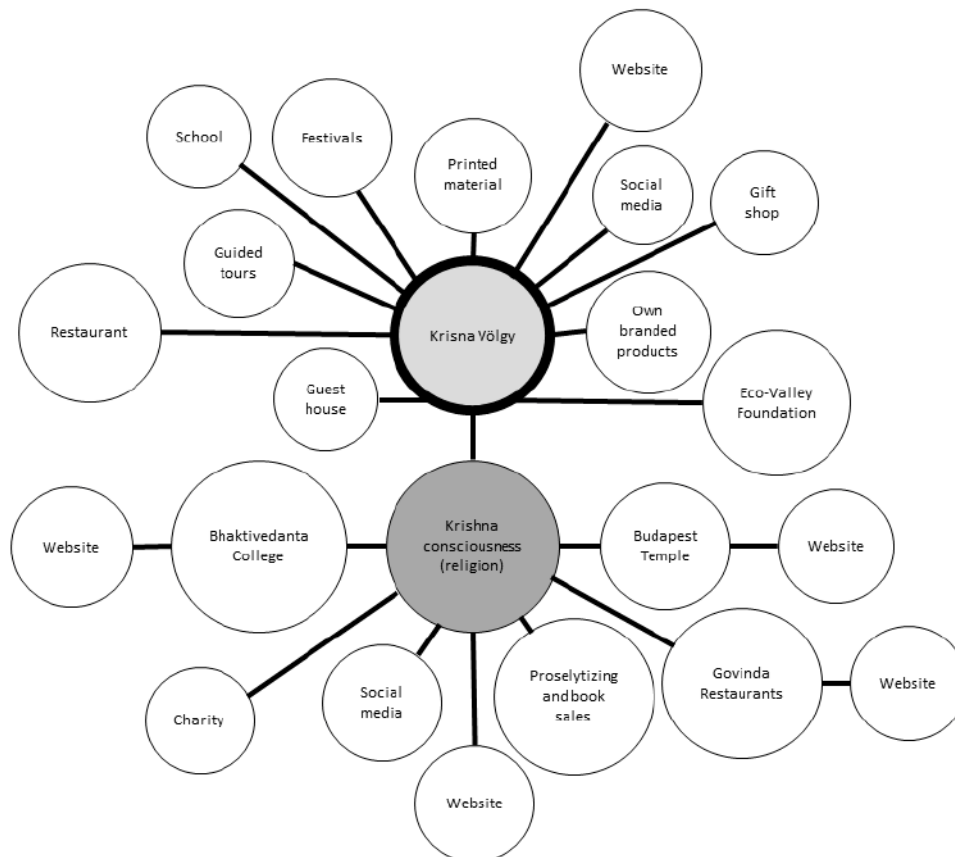 Website
School
Festivals
Printed
material
Social
media
Gift
shop
Guided
tours
Restaurant
Krisna Völgy
Own
branded
products
Guest
house
Eco-Valley
Foundation
Website
Bhaktivedanta
College
Krishna
consciousness
(religion)
Budapest
Temple
Website
Charity
Social
media
Proselytizing
and book
sales
Govinda
Restaurants
Website
Website